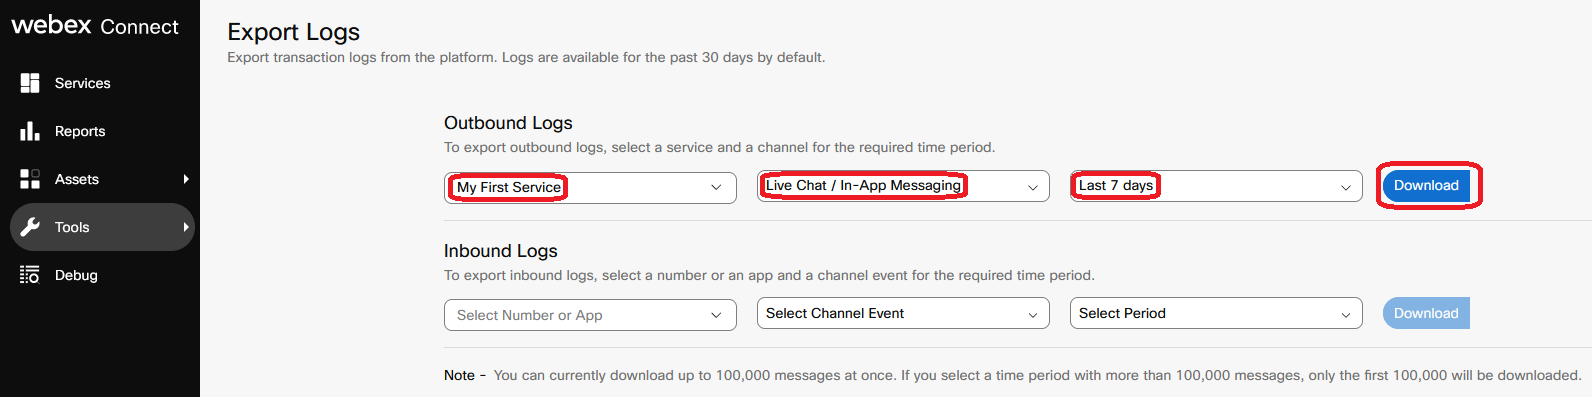 webex Connect
Services
Reports
Assets
Tools
Debug
Export Logs
Export transaction logs from the platform. Logs are available for the past 30 days by default.
Outbound Logs
To export outbound logs, select a service and a channel for the required time period.
My First Service
Live Chat / In-App Messaging
Last 7 days
Download
Inbound Logs
To export inbound logs, select a number or an app and a channel event for the required time period.
Select Number or App
Select Channel Event
Select Period
Download
Note - You can currently download up to 100,000 messages at once. If you select a time period with more than 100,000 messages, only the first 100,000 will be downloaded.